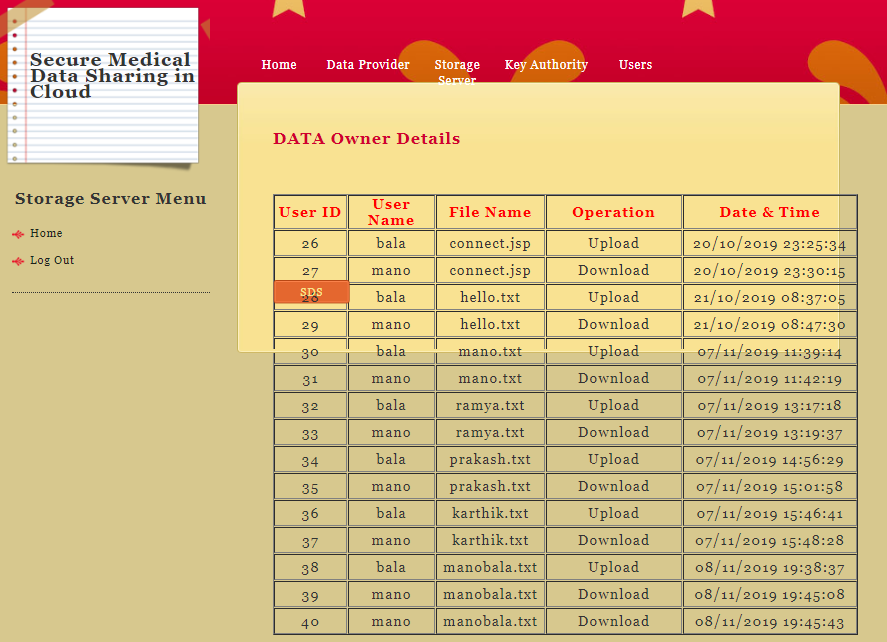 Secure Medical
Data Sharing in
Cloud
Home Data Provider Storage Server Key Authority Users
DATA Owner Details
Storage Server Menu
Home
Log Out
User ID User Name File Name Operation Date & Time
26 bala connect.jsp Upload 20/10/2019 23:25:34
27 mano connect.jsp Download 20/10/2019 23:30:15
SDS
28 bala hello.txt Upload 21/10/2019 08:37:05
29 mano hello.txt Download 21/10/2019 08:47:30
30 bala mano.txt Upload 07/11/2019 11:39:14
31 mano mano.txt Download 07/11/2019 11:42:19
32 bala ramya.txt Upload 07/11/2019 13:17:18
33 mano ramya.txt Download 07/11/2019 13:19:37
34 bala prakash.txt Upload 07/11/2019 14:56:29
35 mano prakash.txt Download 07/11/2019 15:01:58
36 bala karthik.txt Upload 07/11/2019 15:46:41
37 mano karthik.txt Download 07/11/2019 15:48:28
38 bala manobala.txt Upload 08/11/2019 19:38:37
39 mano manobala.txt Download 08/11/2019 19:45:08
40 mano manobala.txt Download 08/11/2019 19:45:43